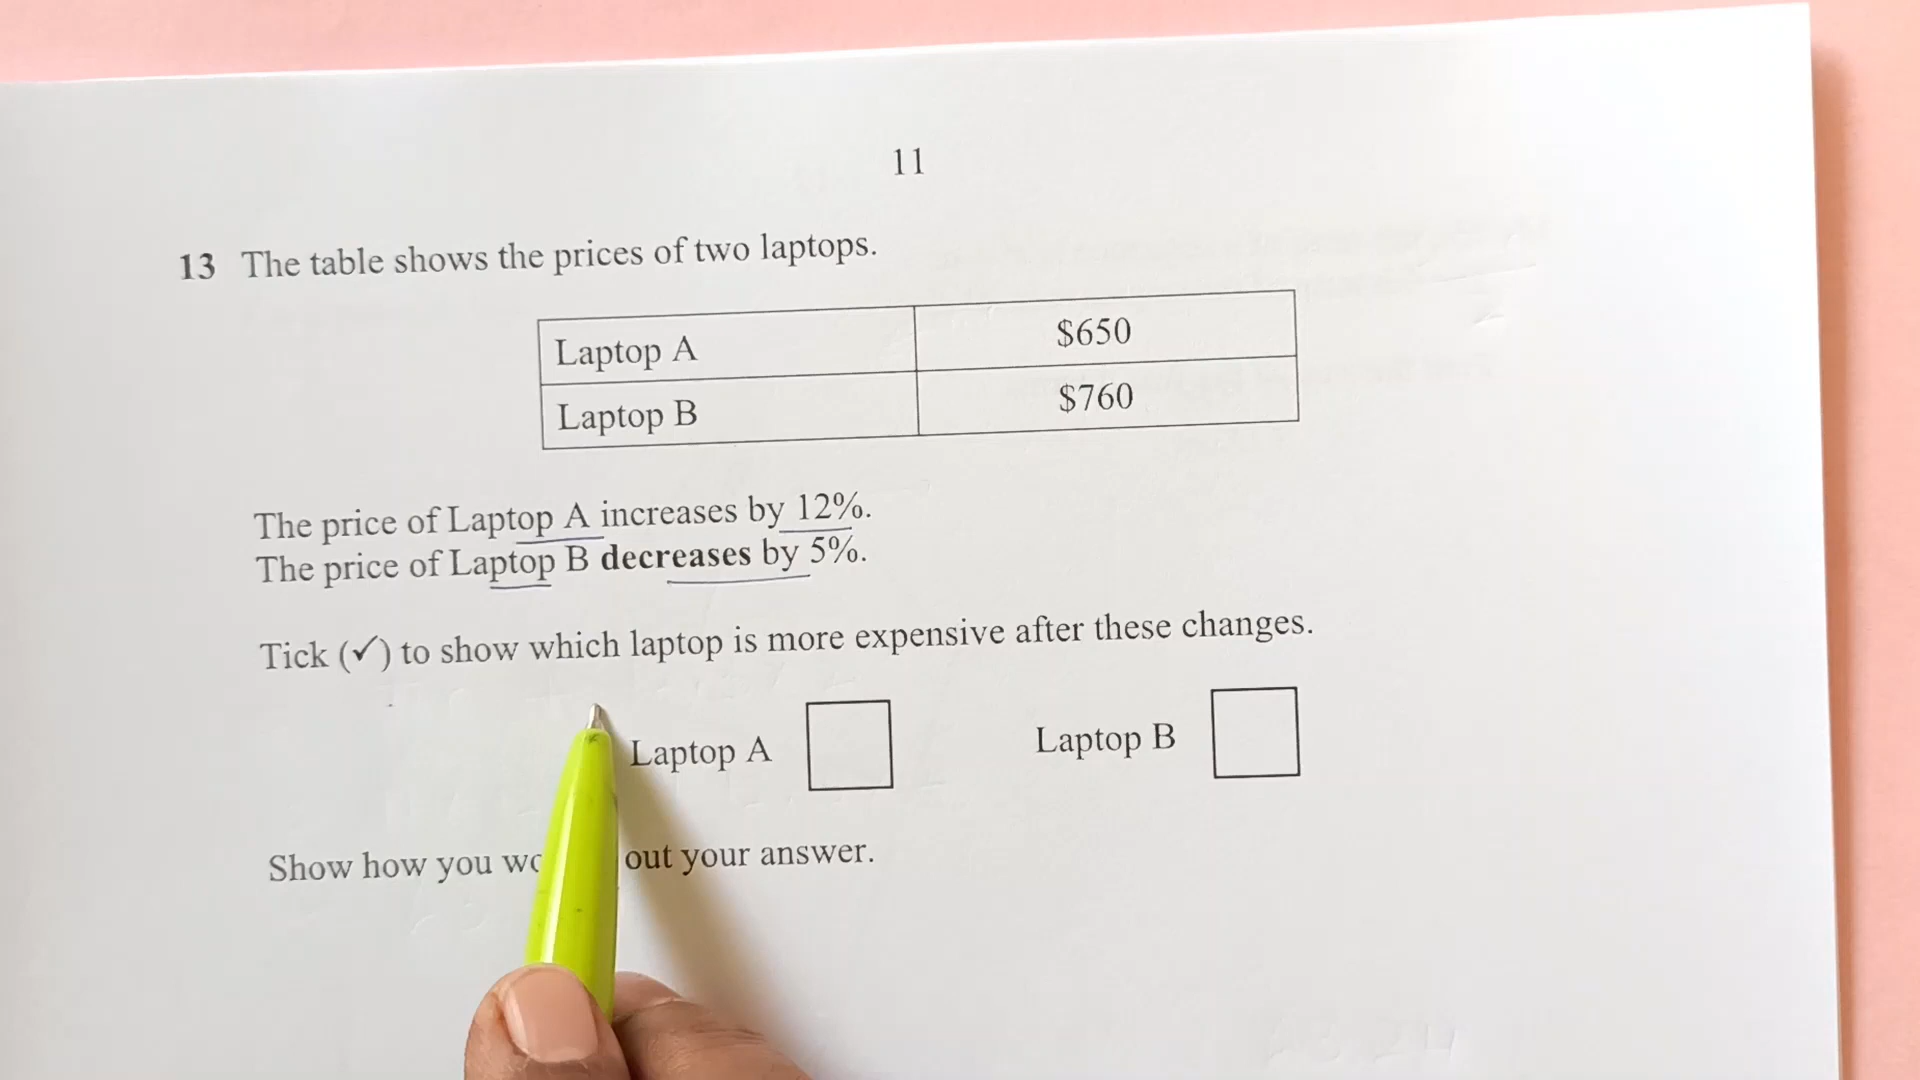 11
13 The table shows the prices of two laptops.
Laptop A $650
Laptop B $760
The price of Laptop A increases by 12%.
The price of Laptop B decreases by 5%.
Tick (✓) to show which laptop is more expensive after these changes.
Laptop A Laptop B
Show how you out your answer.